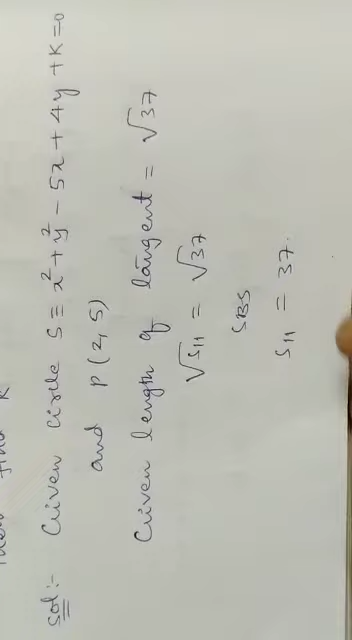 then find K
Sol:- Given circle S ≡ x² + y² - 5x + 4y + K = 0
and P(2, 5)
Given length of tangent = √37
√S₁₁ = √37
SBS
S₁₁ = 37.